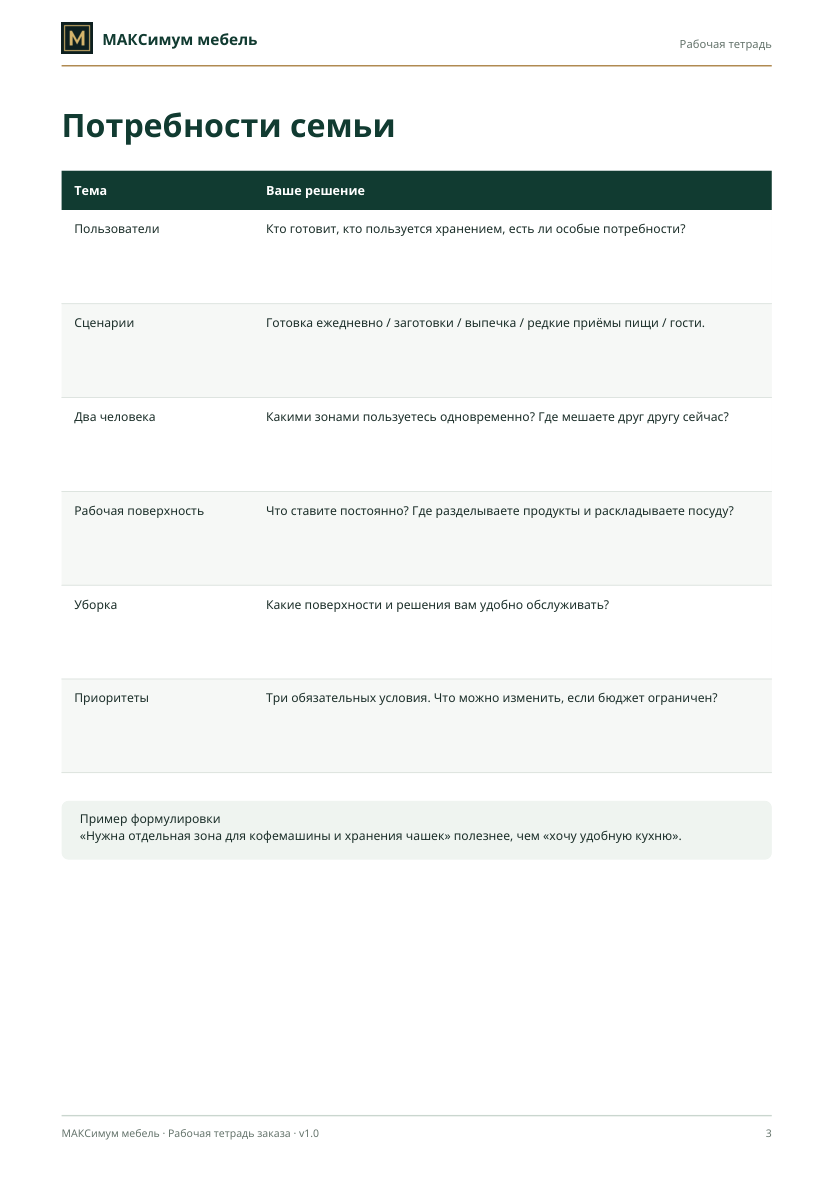 M
МАКСимум мебель
Рабочая тетрадь
Потребности семьи
Тема
Ваше решение
Пользователи
Кто готовит, кто пользуется хранением, есть ли особые потребности?
Сценарии
Готовка ежедневно / заготовки / выпечка / редкие приёмы пищи / гости.
Два человека
Какими зонами пользуетесь одновременно? Где мешаете друг другу сейчас?
Рабочая поверхность
Что ставите постоянно? Где разделываете продукты и раскладываете посуду?
Уборка
Какие поверхности и решения вам удобно обслуживать?
Приоритеты
Три обязательных условия. Что можно изменить, если бюджет ограничен?
Пример формулировки
«Нужна отдельная зона для кофемашины и хранения чашек» полезнее, чем «хочу удобную кухню».
МАКСимум мебель · Рабочая тетрадь заказа · v1.0
3